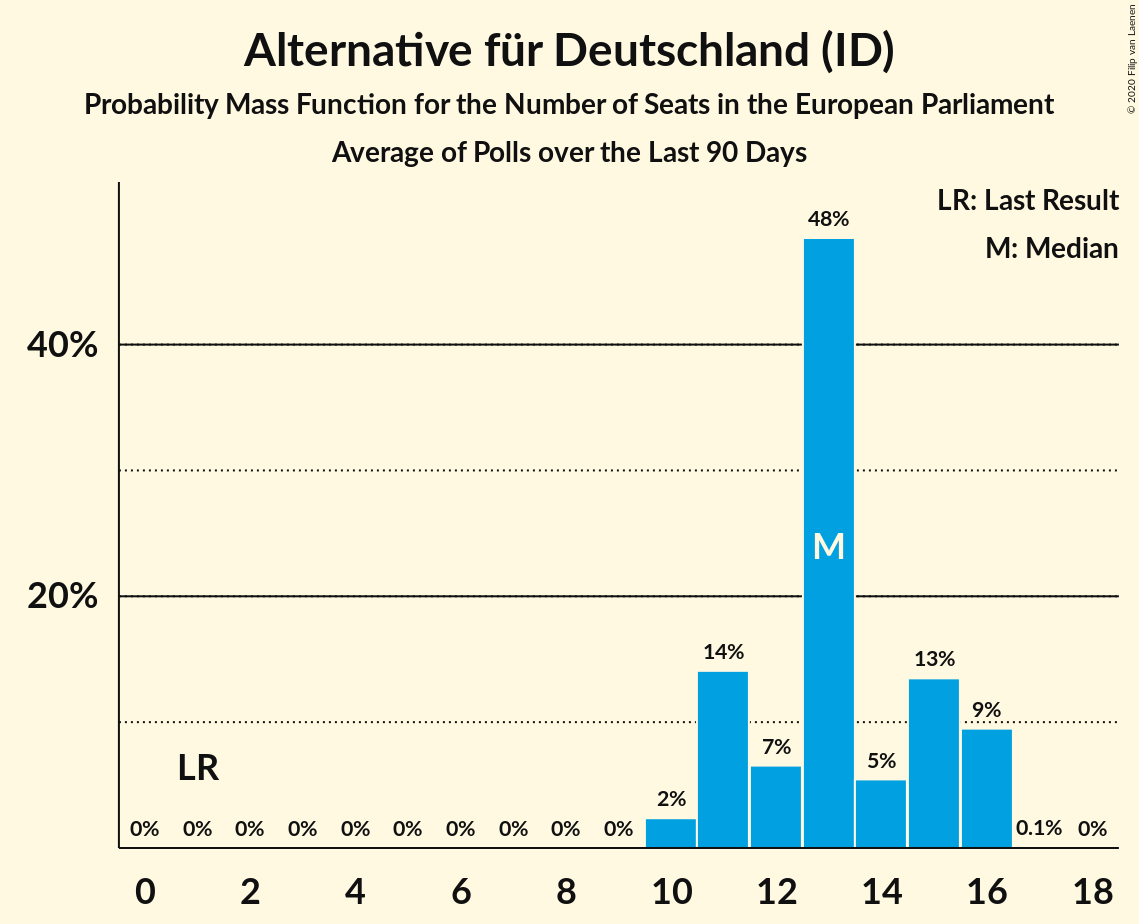 Alternative für Deutschland (ID)
Probability Mass Function for the Number of Seats in the European Parliament
Average of Polls over the Last 90 Days
© 2020 Filip van Laenen
LR: Last Result
M: Median
48%
40%
M
20%
14%
13%
9%
7%
5%
LR
2%
0% 0% 0% 0% 0% 0% 0% 0% 0% 0% 0.1% 0%
0 2 4 6 8 10 12 14 16 18